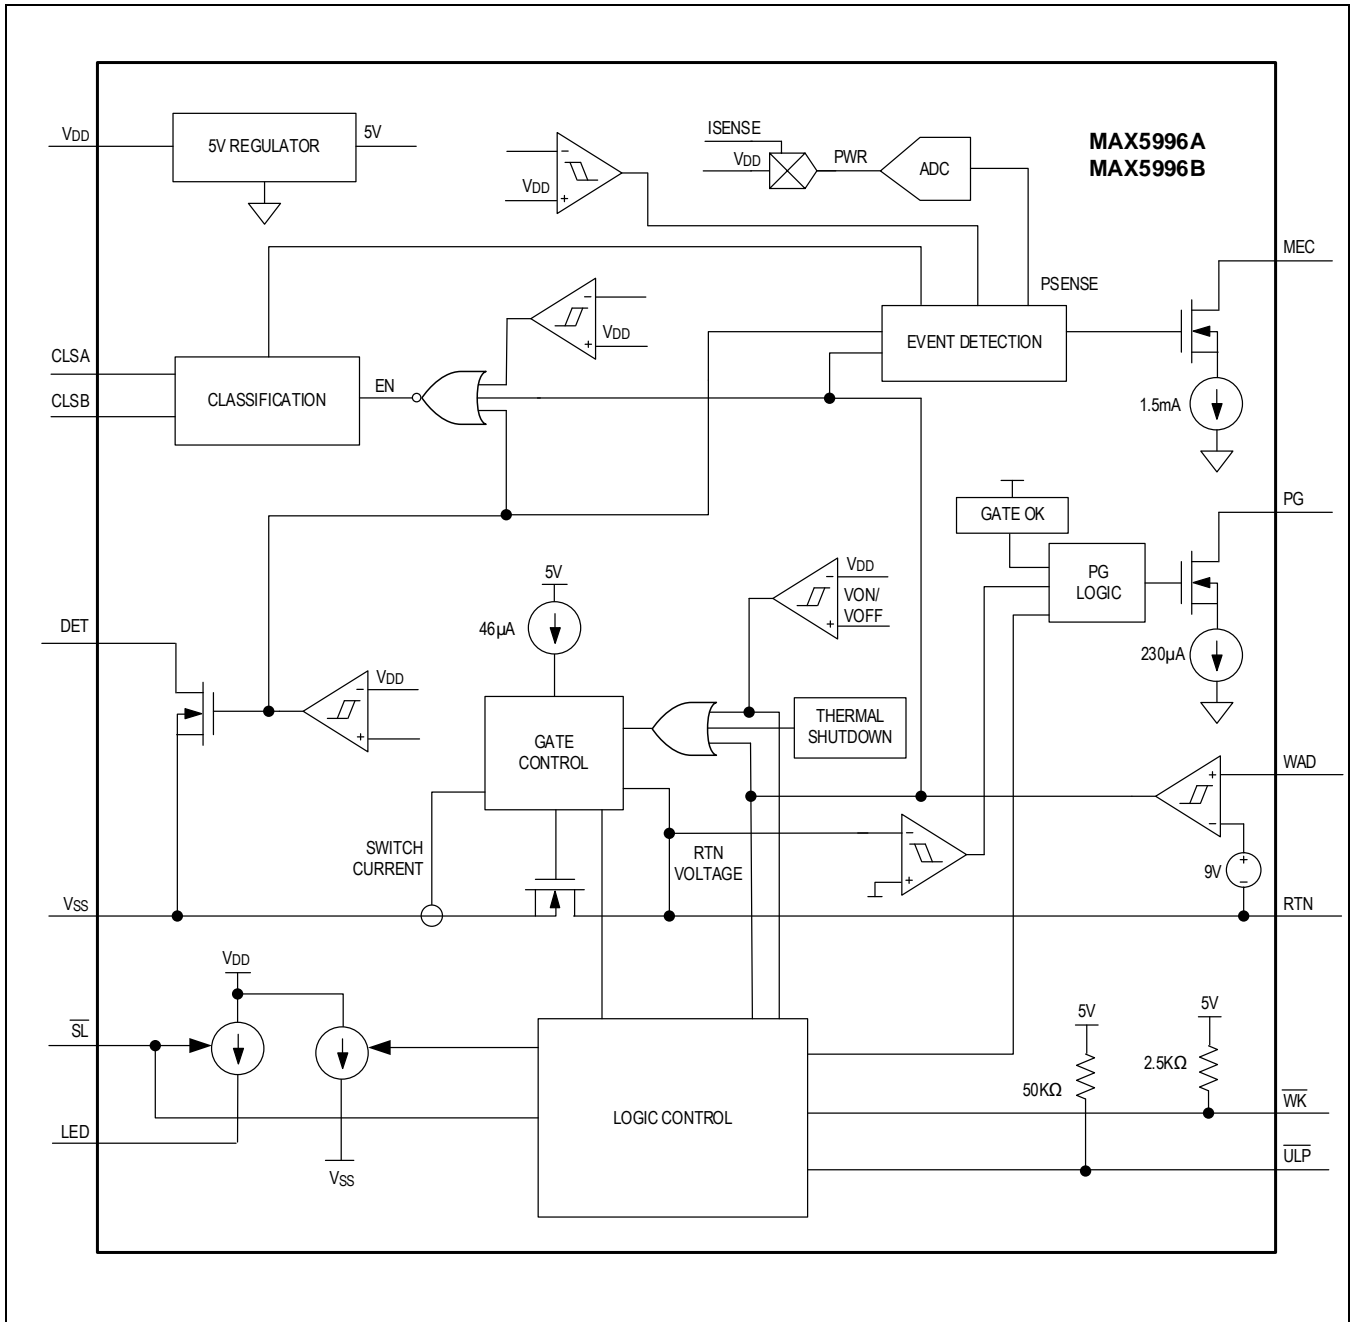 VDD
5V REGULATOR
5V
VDD
ISENSE
VDD
PWR
ADC
MAX5996A
MAX5996B
MEC
PSENSE
EVENT DETECTION
VDD
CLSA
CLSB
CLASSIFICATION
EN
1.5mA
GATE OK
PG
PG
LOGIC
5V
46µA
VDD
VON/
VOFF
DET
230µA
VDD
GATE
CONTROL
THERMAL
SHUTDOWN
WAD
SWITCH
CURRENT
RTN
VOLTAGE
9V
VSS
RTN
VDD
SL
5V
5V
2.5KΩ
50KΩ
LOGIC CONTROL
WK
LED
VSS
ULP